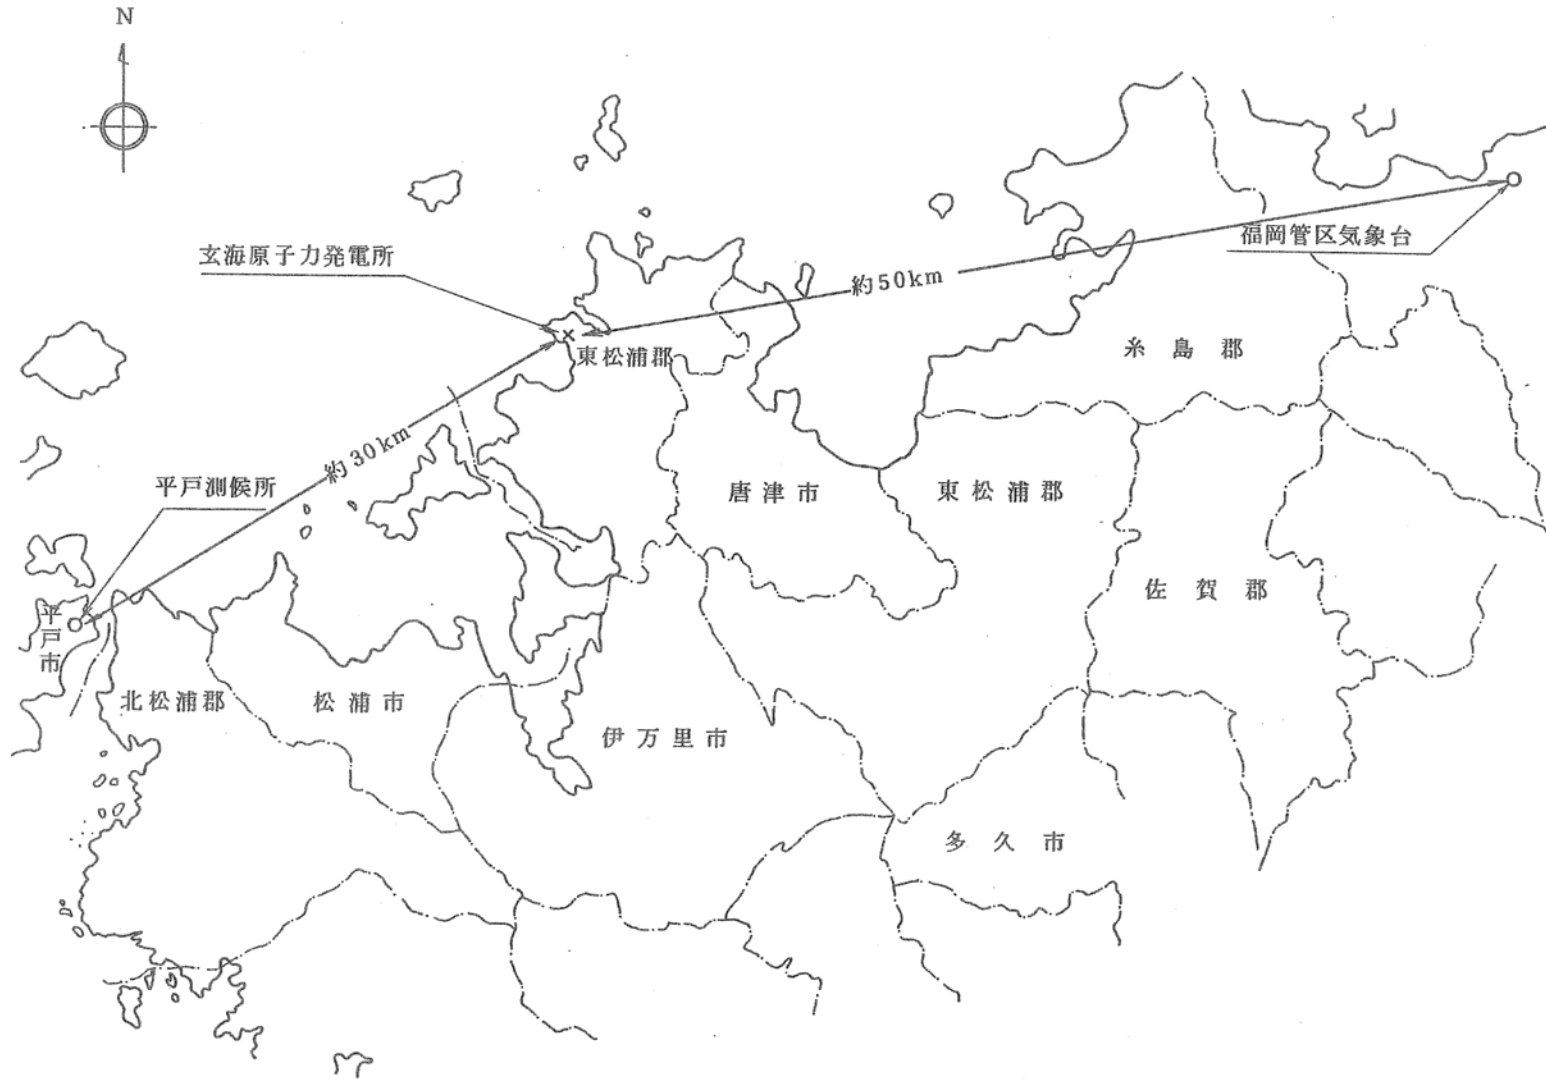 N
玄海原子力発電所
福岡管区気象台
約50km
東松浦郡
糸島郡
約30km
平戸測候所
唐津市
東松浦郡
佐賀郡
平戸市
北松浦郡
松浦市
伊万里市
多久市